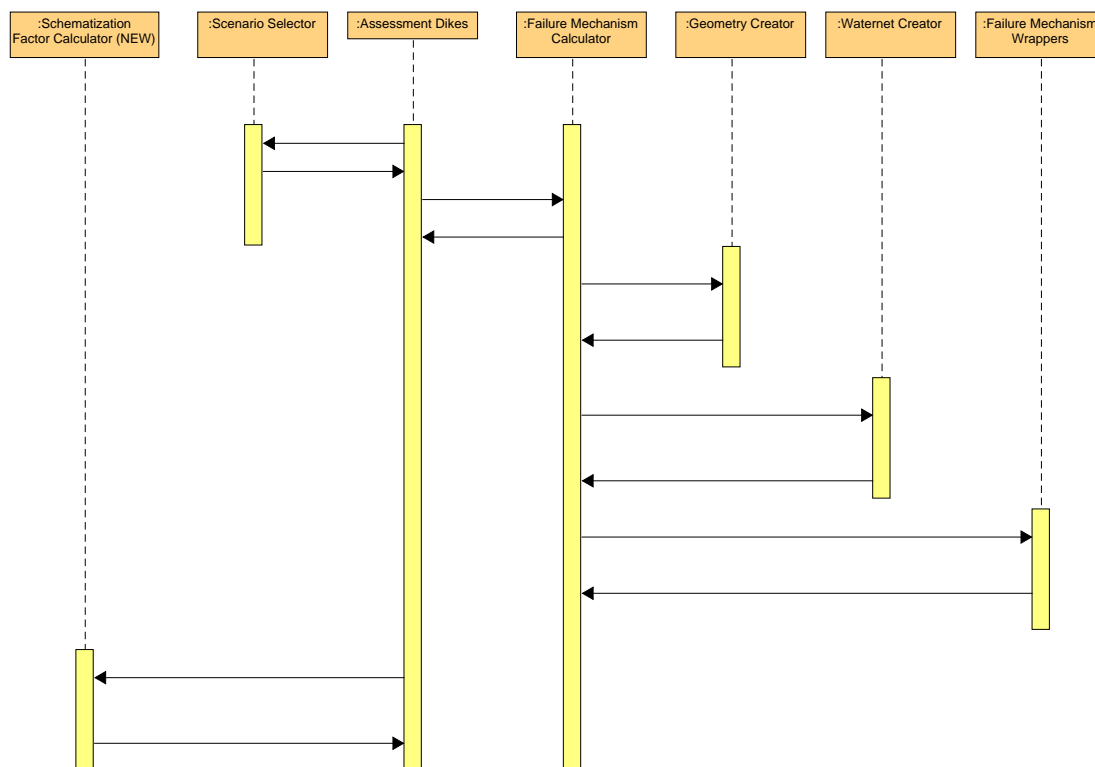 :Schematization
Factor Calculator (NEW)
:Scenario Selector
:Assessment Dikes
:Failure Mechanism
Calculator
:Geometry Creator
:Waternet Creator
:Failure Mechanism
Wrappers